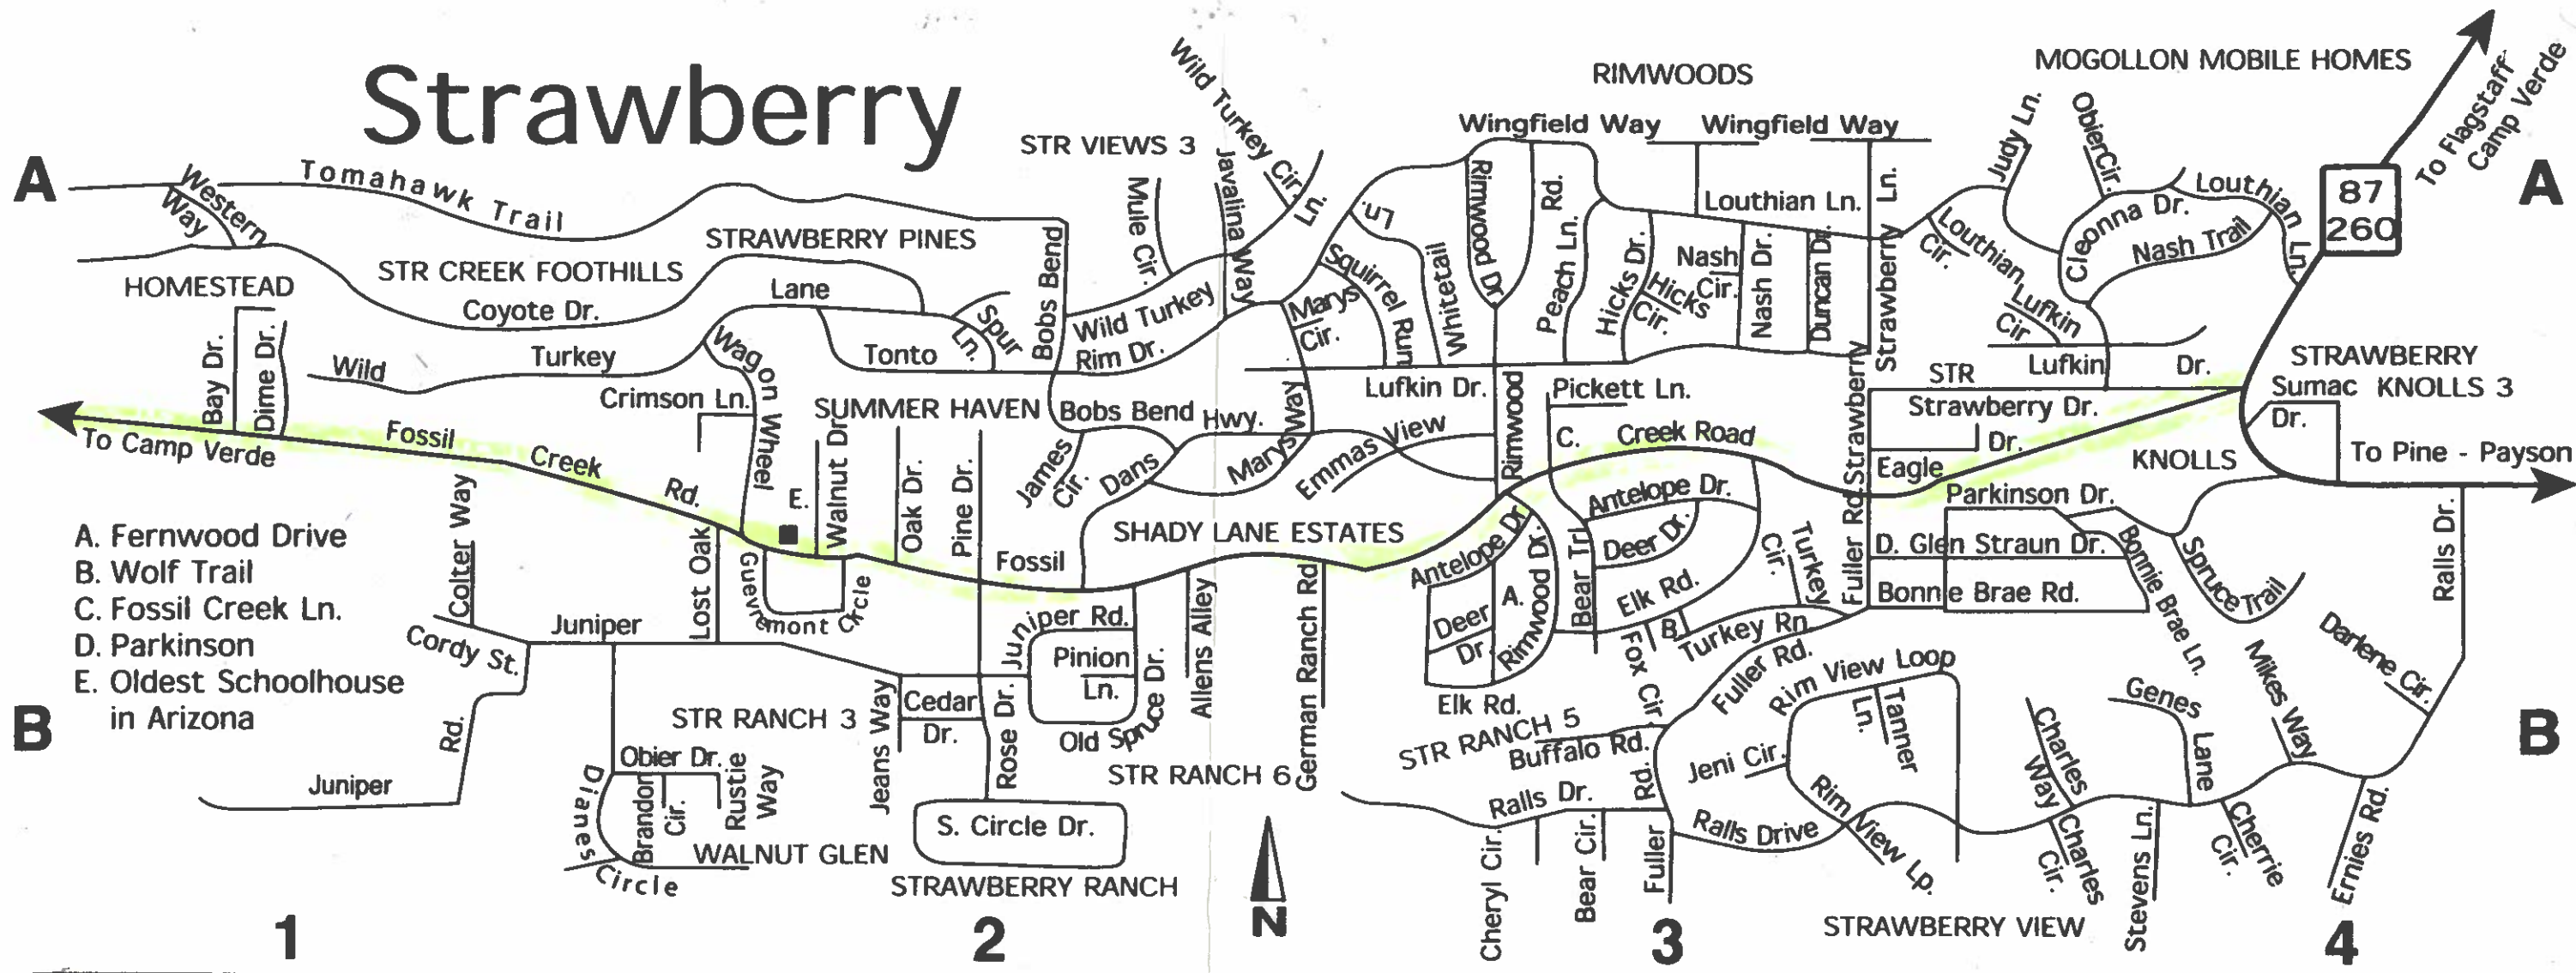 Strawberry
A
A
B
B
1
2
3
4
N
MOGOLLON MOBILE HOMES
RIMWOODS
STR VIEWS 3
STRAWBERRY PINES
STR CREEK FOOTHILLS
HOMESTEAD
SUMMER HAVEN
SHADY LANE ESTATES
STRAWBERRY
KNOLLS 3
STR
KNOLLS
STR RANCH 3
STR RANCH 5
STR RANCH 6
WALNUT GLEN
STRAWBERRY RANCH
STRAWBERRY VIEW
87
260
To Flagstaff
Camp Verde
To Pine - Payson
To Camp Verde
Western
Way
Tomahawk Trail
Coyote Dr.
Lane
Spur
Ln.
Bobs Bend
Mule Cir.
Javalina Way
Wild Turkey Cir.
Ln.
Wild Turkey
Rim Dr.
Bay Dr.
Dime Dr.
Wild
Turkey
Wagon Wheel
Tonto
Crimson Ln.
Bobs Bend Hwy.
Marys
Cir.
Squirrel Run
Ln.
Whitetail
Rimwood Dr.
Rd.
Peach Ln.
Wingfield Way
Wingfield Way
Louthian Ln.
Ln.
Strawberry
Hicks Dr.
Hicks
Cir.
Nash
Cir.
Nash Dr.
Duncan Dr.
Judy Ln.
Obier Cir.
Louthian
Ln.
Cleonna Dr.
Nash Trail
Louthian
Cir.
Lufkin
Cir
Lufkin
Dr.
Lufkin Dr.
Pickett Ln.
Strawberry Dr.
Sumac
Dr.
Dr.
Eagle
C.
Creek Road
Rimwood
Marys Way
Marys
Emmas View
James
Cir.
Dans
Fossil
Creek
Rd.
Fossil
E.
Walnut Dr.
Oak Dr.
Pine Dr.
Parkinson Dr.
D. Glen Straun Dr.
Bonnie Brae Rd.
Bonnie Brae Ln.
Spruce Trail
Fuller Rd.
Strawberry
Antelope Dr.
Deer Dr.
Elk Rd.
Bear Trl
Turkey
Cir.
Antelope Dr.
A.
Rimwood Dr.
Rimwood
Deer
Dr.
Elk Rd.
B.
Turkey Rn.
Fox Cir.
Fuller Rd.
Buffalo Rd.
Rd.
Fuller
Ralls Dr.
Ralls Drive
Cheryl Cir.
Bear Cir.
Jeni Cir.
Rim View Loop
Tanner
Ln.
Rim View Lp.
Charles
Way
Charles
Cir.
Genes
Lane
Stevens Ln.
Cherrie
Cir.
Mikes Way
Darlene Cir.
Ralls Dr.
Ernies Rd.
A. Fernwood Drive
B. Wolf Trail
C. Fossil Creek Ln.
D. Parkinson
E. Oldest Schoolhouse
in Arizona
Colter Way
Cordy St.
Rd.
Juniper
Juniper
Lost Oak
Guevremont Circle
Obier Dr.
Dianes
Circle
Brandon
Cir.
Rustie
Way
Jeans Way
Cedar
Dr.
Rose Dr.
S. Circle Dr.
Juniper Rd.
Pinion
Ln.
Old Spruce Dr.
Allens Alley
German Ranch Rd